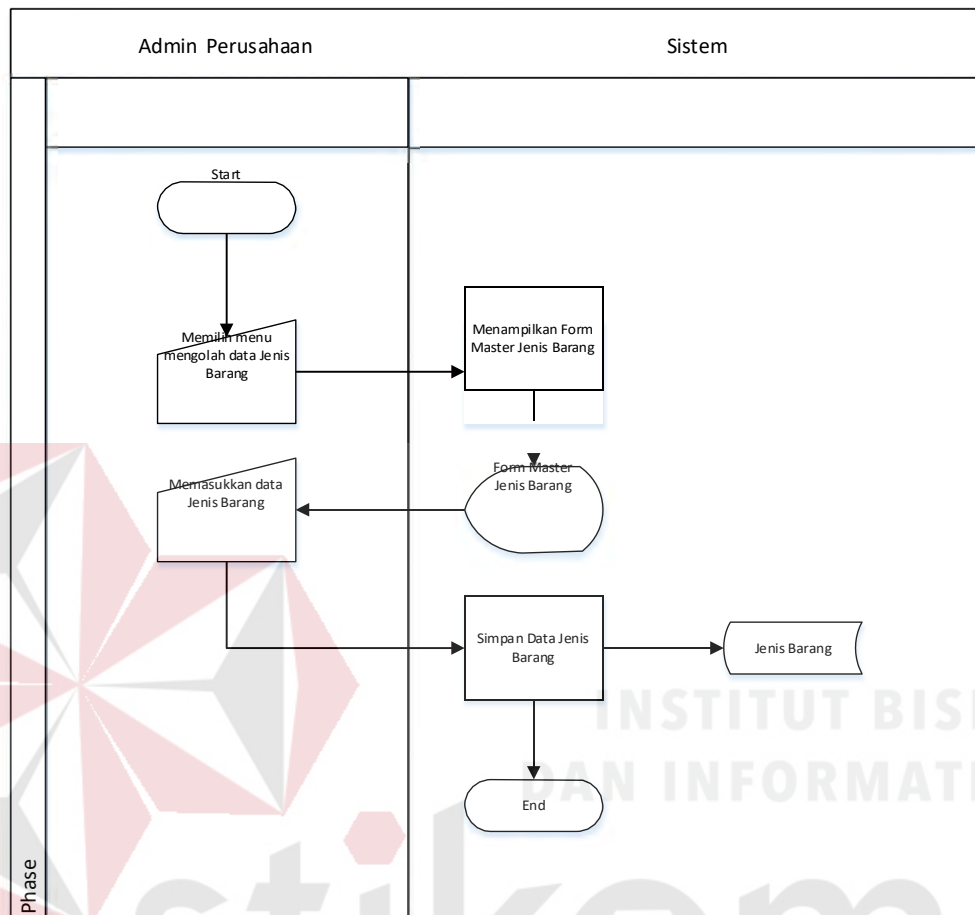 Admin Perusahaan
Sistem
Start
Memilih menu
mengolah data Jenis
Barang
Menampilkan Form
Master Jenis Barang
Form Master
Jenis Barang
Memasukkan data
Jenis Barang
Simpan Data Jenis
Barang
Jenis Barang
End
Phase
INSTITUT BISI
DAN INFORMATI
stikom